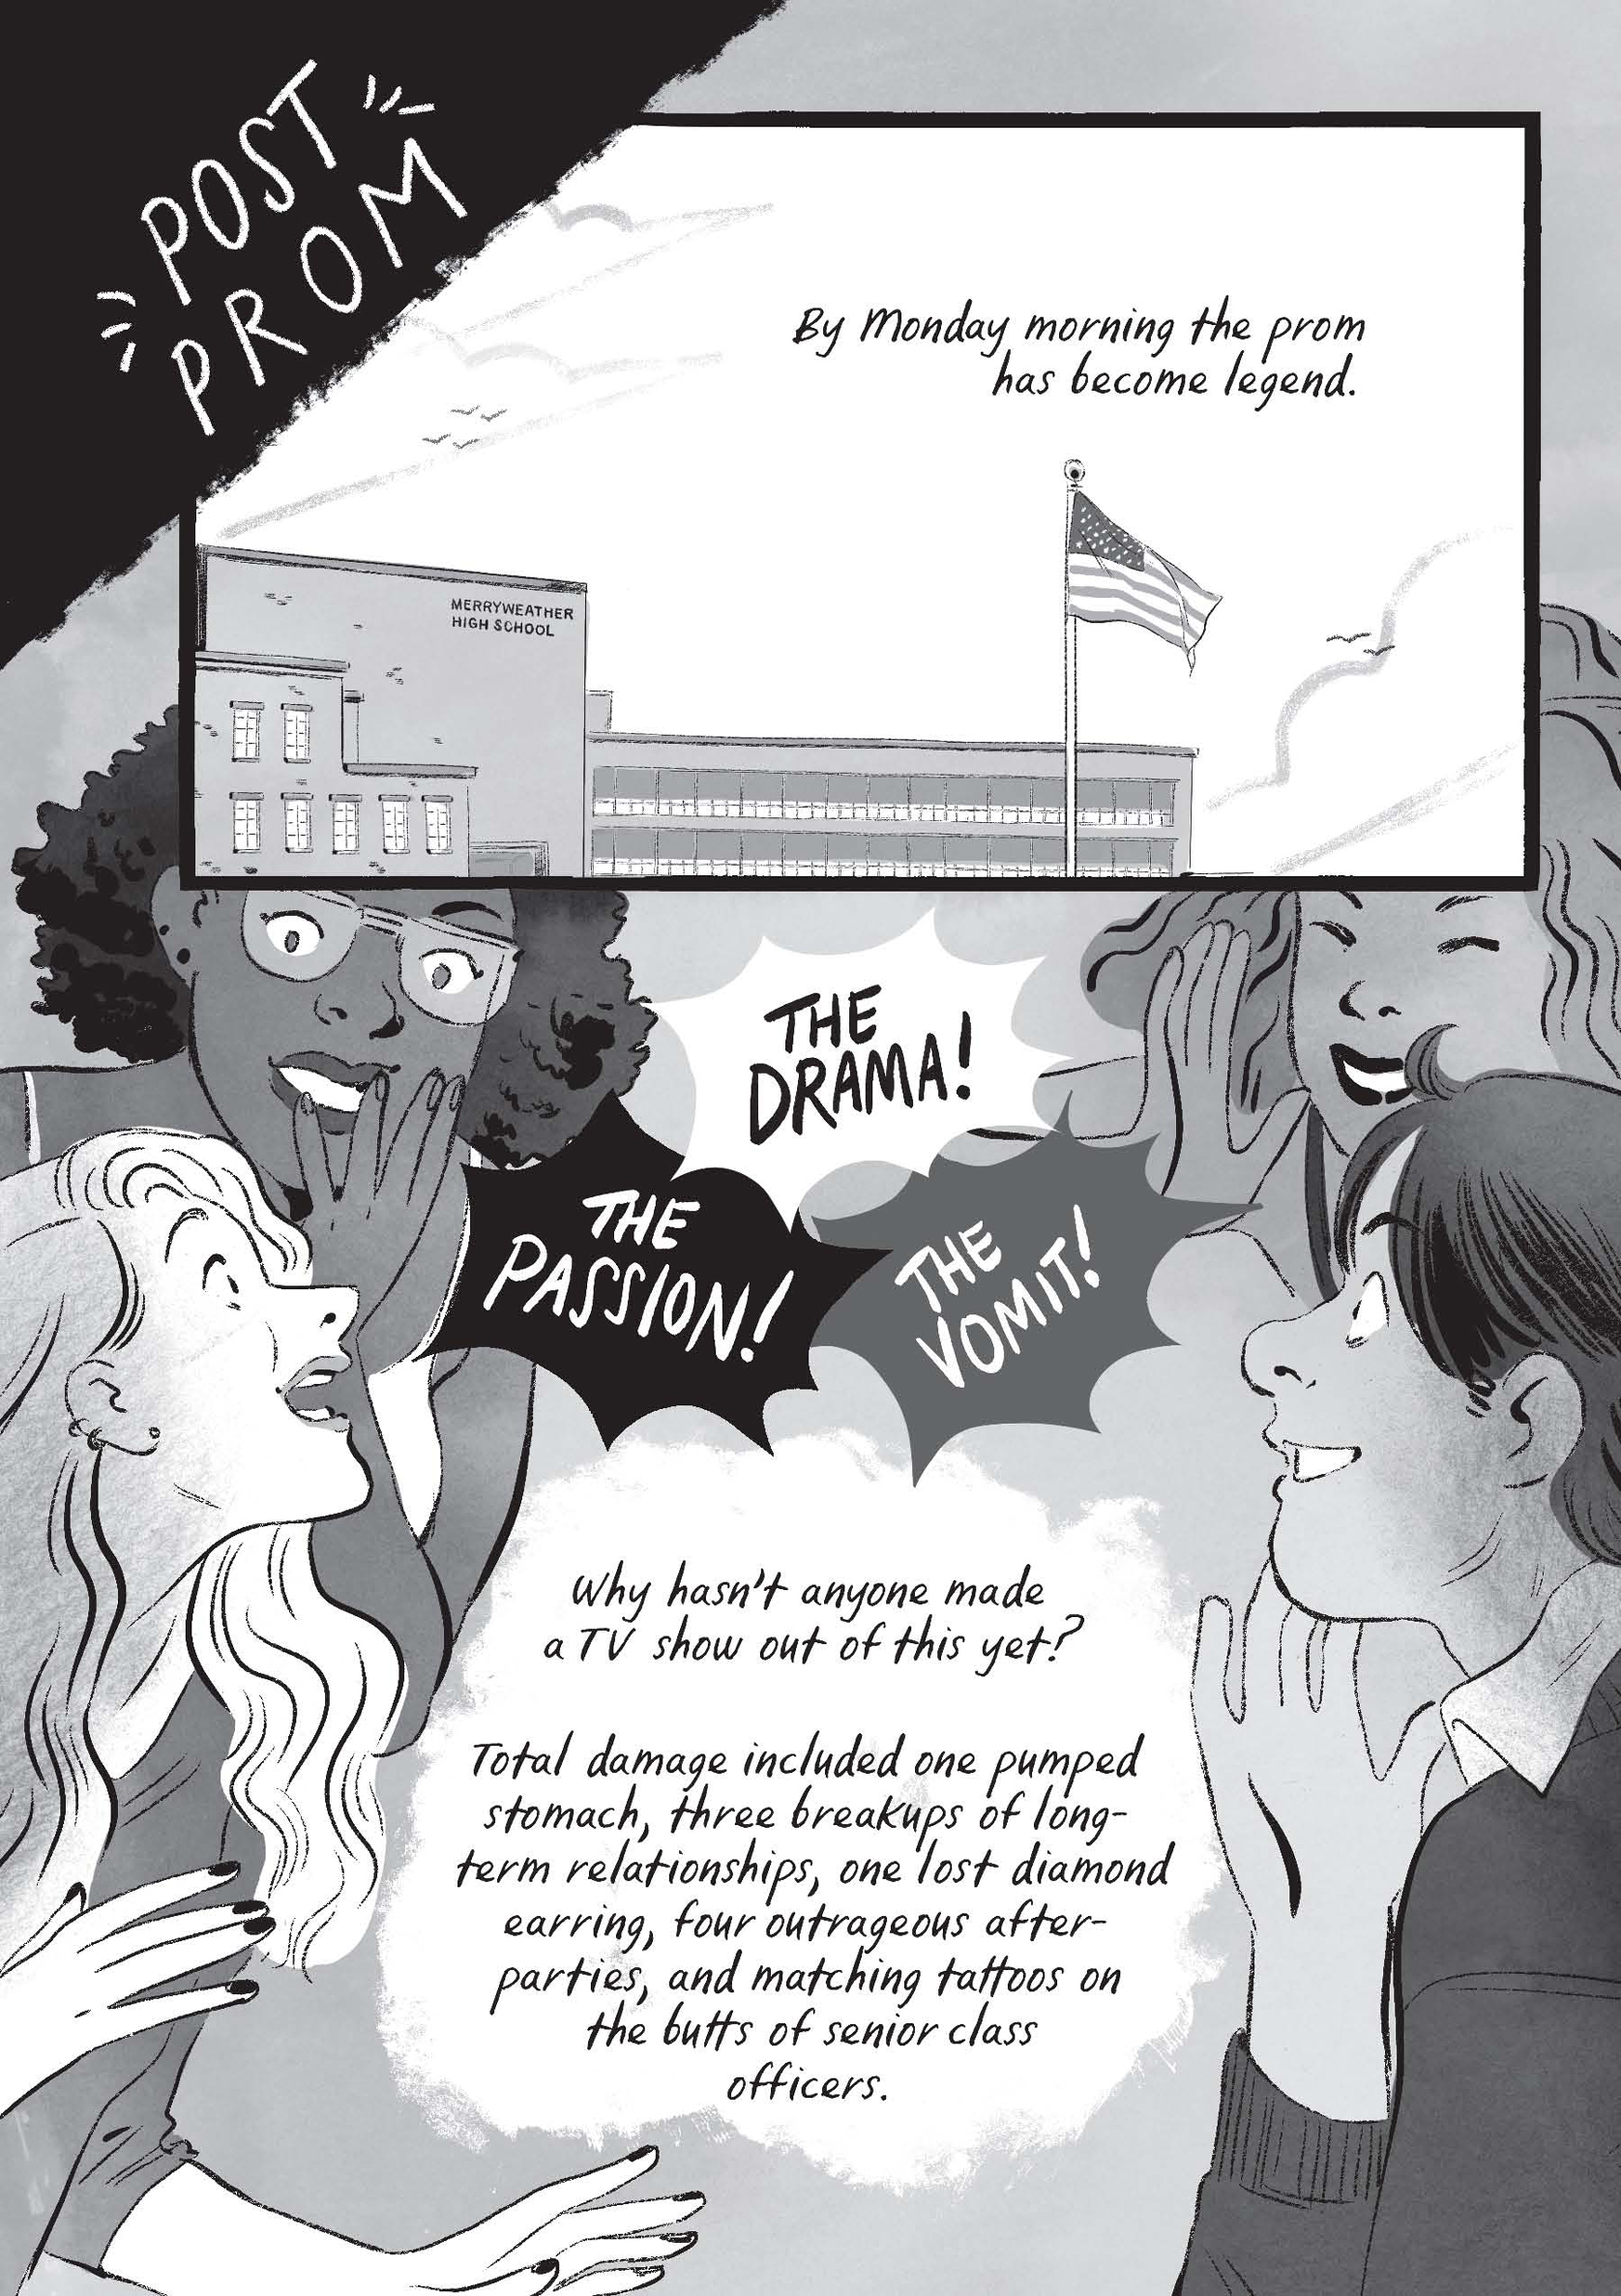 POST
PROM
By Monday morning the prom
has become legend.
MERRYWEATHER
HIGH SCHOOL
THE
DRAMA!
THE
PASSION!
THE
VOMIT!
Why hasn't anyone made
a TV show out of this yet?
Total damage included one pumped
stomach, three breakups of long-
term relationships, one lost diamond
earring, four outrageous after-
parties, and matching tattoos on
the butts of senior class
officers.